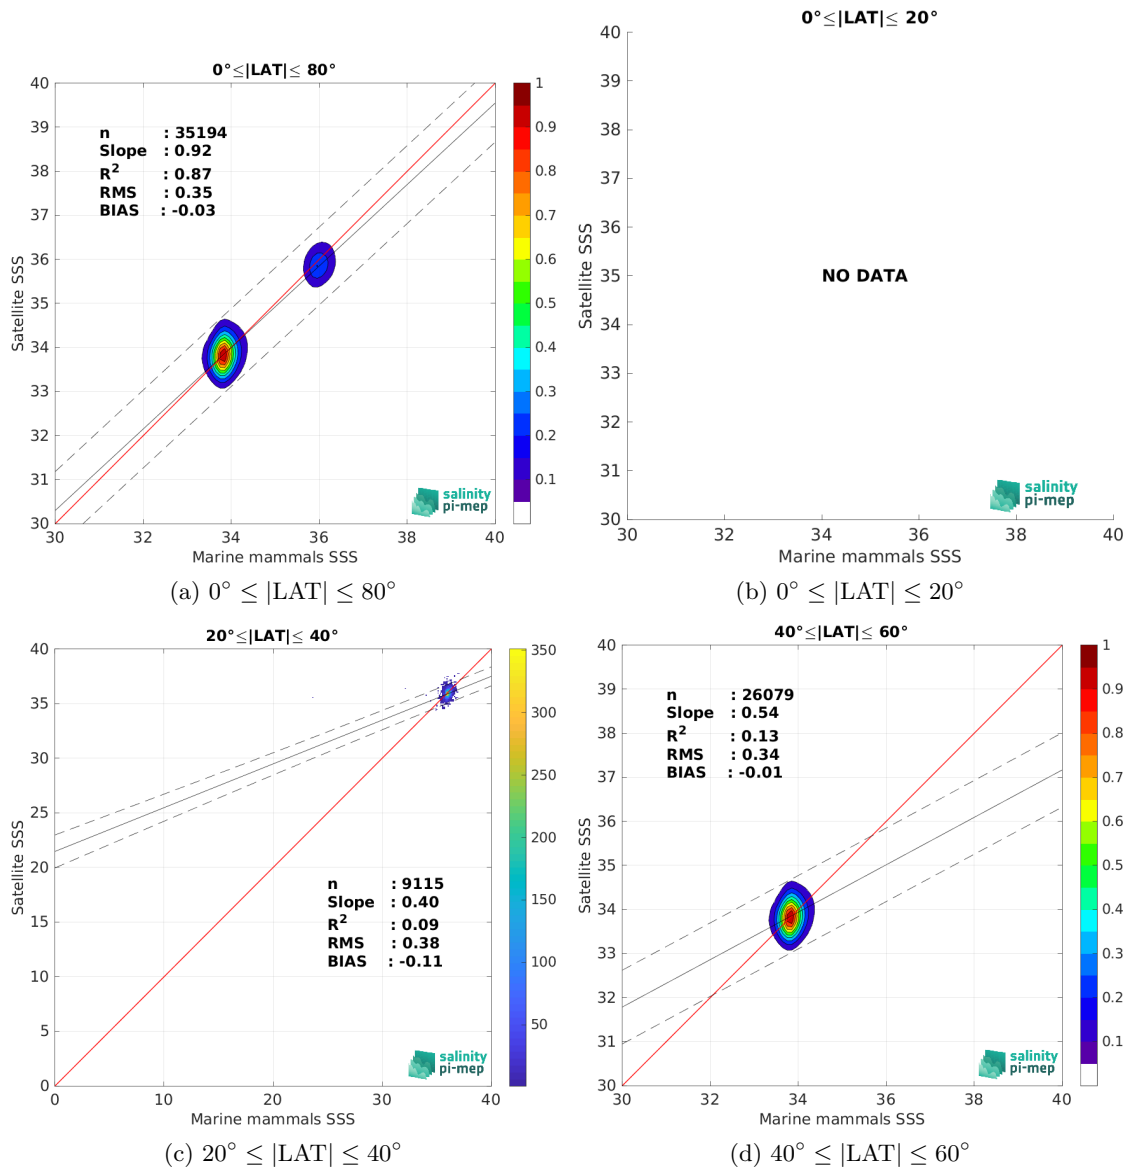 0°≤|LAT|≤ 80°
40
39
38
37
36
35
34
33
32
31
30
Satellite SSS
n : 35194
Slope : 0.92
R² : 0.87
RMS : 0.35
BIAS : -0.03
salinity
pi-mep
30 32 34 36 38 40
Marine mammals SSS
1
0.9
0.8
0.7
0.6
0.5
0.4
0.3
0.2
0.1
(a) 0° ≤ |LAT| ≤ 80°
0°≤|LAT|≤ 20°
40
39
38
37
36
35
34
33
32
31
30
Satellite SSS
NO DATA
salinity
pi-mep
30 32 34 36 38 40
Marine mammals SSS
(b) 0° ≤ |LAT| ≤ 20°
20°≤|LAT|≤ 40°
40
35
30
25
20
15
10
5
0
Satellite SSS
n : 9115
Slope : 0.40
R² : 0.09
RMS : 0.38
BIAS : -0.11
salinity
pi-mep
0 10 20 30 40
Marine mammals SSS
350
300
250
200
150
100
50
(c) 20° ≤ |LAT| ≤ 40°
40°≤|LAT|≤ 60°
40
39
38
37
36
35
34
33
32
31
30
Satellite SSS
n : 26079
Slope : 0.54
R² : 0.13
RMS : 0.34
BIAS : -0.01
salinity
pi-mep
30 32 34 36 38 40
Marine mammals SSS
1
0.9
0.8
0.7
0.6
0.5
0.4
0.3
0.2
0.1
(d) 40° ≤ |LAT| ≤ 60°